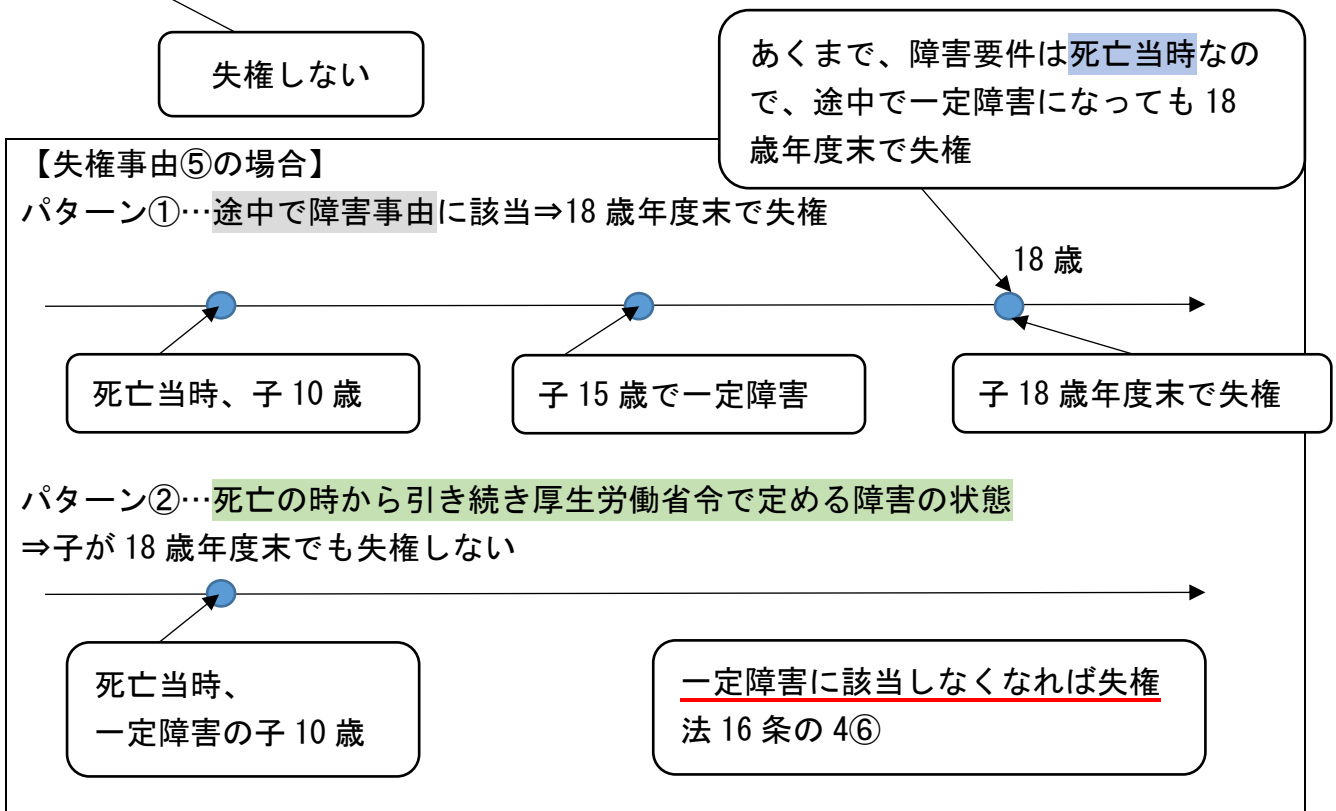 失権しない
あくまで、障害要件は死亡当時なの
で、途中で一定障害になっても 18
歳年度末で失権
【失権事由⑤の場合】
パターン①…途中で障害事由に該当⇒18 歳年度末で失権
18 歳
死亡当時、子 10 歳
子 15 歳で一定障害
子 18 歳年度末で失権
パターン②…死亡の時から引き続き厚生労働省令で定める障害の状態
⇒子が 18 歳年度末でも失権しない
死亡当時、
一定障害の子 10 歳
一定障害に該当しなくなれば失権
法 16 条の 4⑥